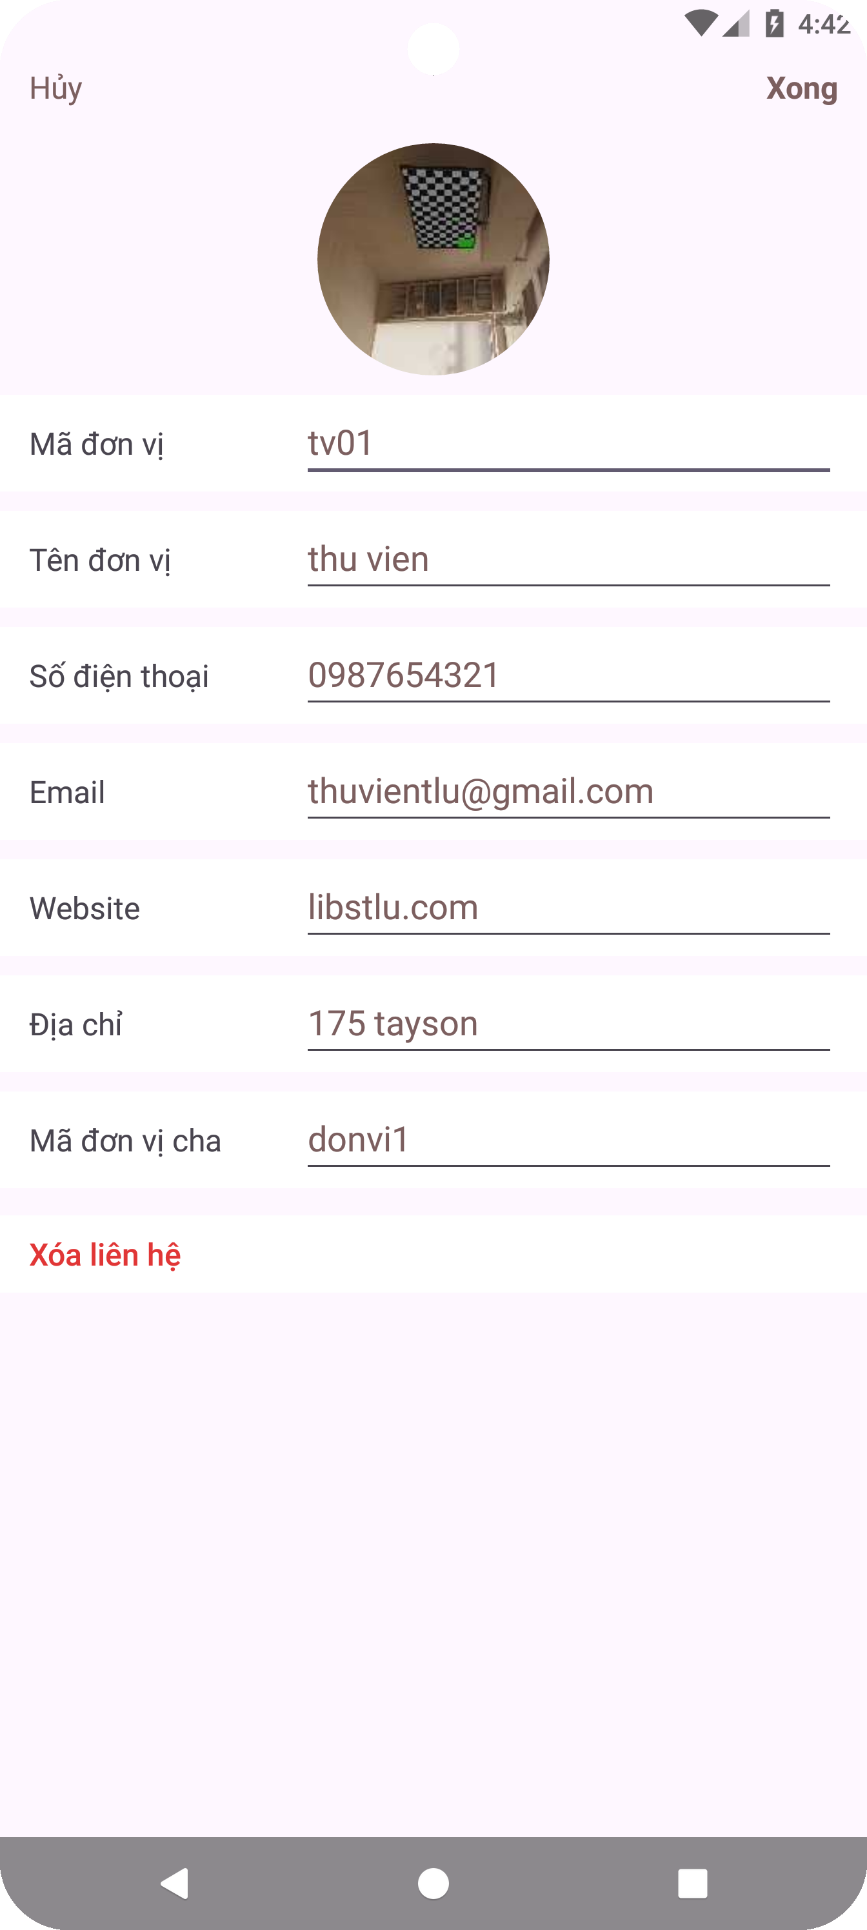 4:42
Hủy
Xong
Mã đơn vị
tv01
Tên đơn vị
thu vien
Số điện thoại
0987654321
Email
thuvientlu@gmail.com
Website
libstlu.com
Địa chỉ
175 tayson
Mã đơn vị cha
donvi1
Xóa liên hệ